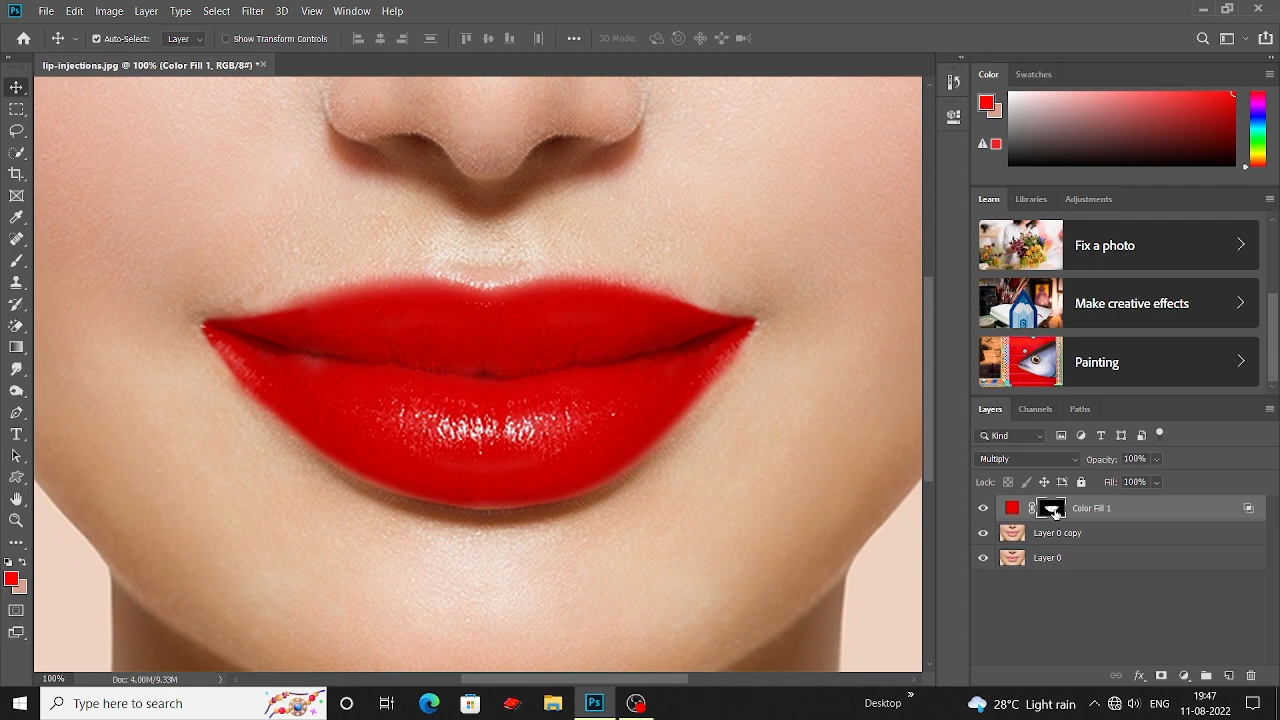 Ps File Edit Image Layer Type Select Filter 3D View Window Help
Auto-Select: Layer Show Transform Controls 3D Mode:
lip-injections.jpg @ 100% (Color Fill 1, RGB/8#) *
Color Swatches
Learn Libraries Adjustments
Fix a photo
Make creative effects
Painting
Layers Channels Paths
Kind
Multiply Opacity: 100%
Lock: Fill: 100%
Color Fill 1
Layer 0 copy
Layer 0
100% Doc: 4.00M/9.33M
Type here to search
Ps
Desktop
28°C Light rain
ENG
19:47
11-08-2022